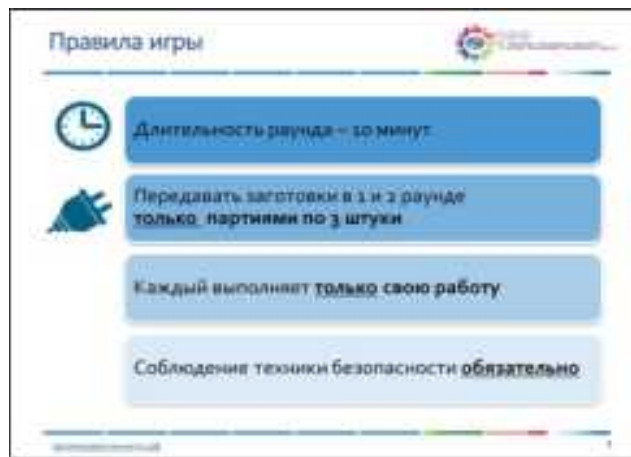 Правила игры
Длительность раунда – 10 минут
Передавать заготовки в 1 и 2 раунде
только партиями по 3 штуки
Каждый выполняет только свою работу
Соблюдение техники безопасности обязательно